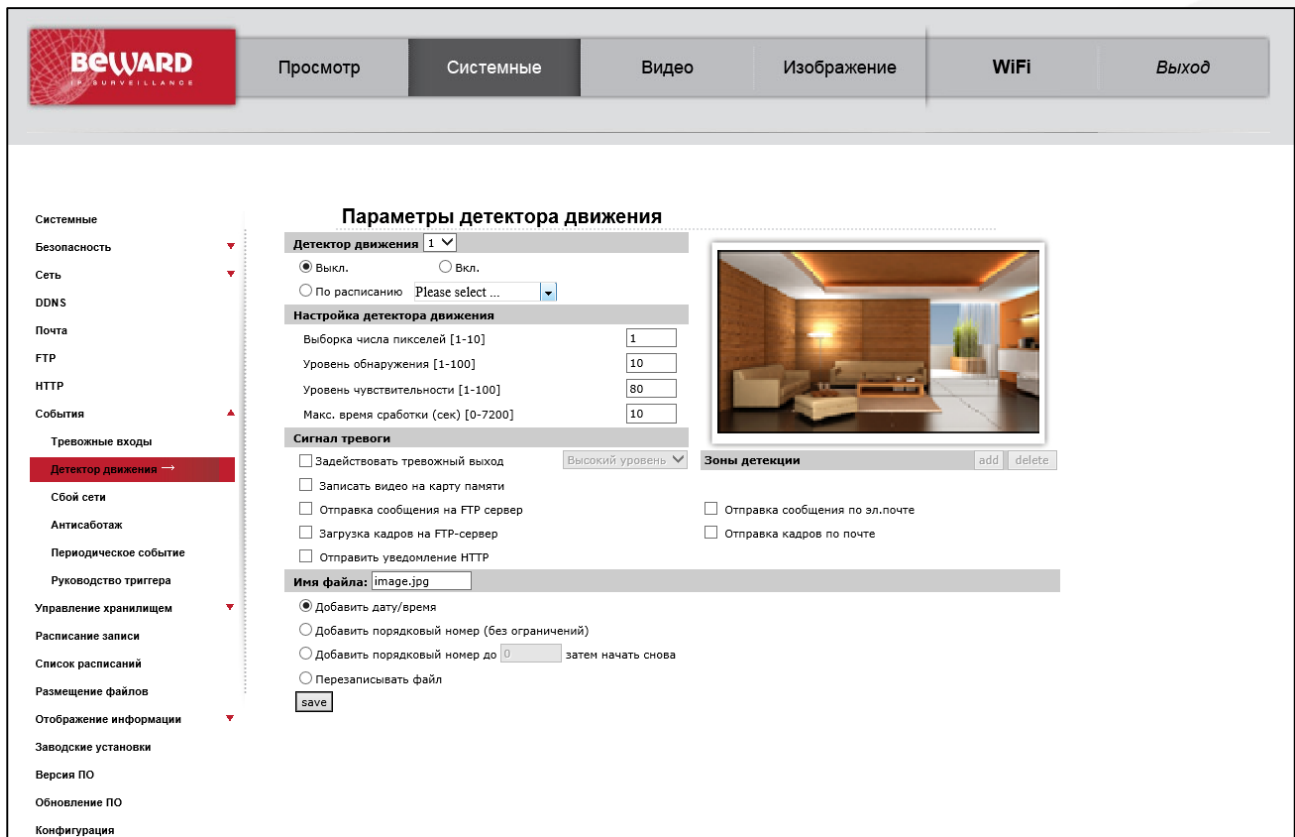 BEWARD
IP SURVEILLANCE
Просмотр
Системные
Видео
Изображение
WiFi
Выход
Системные
Безопасность
Сеть
DDNS
Почта
FTP
HTTP
События
Тревожные входы
Детектор движения →
Сбой сети
Антисаботаж
Периодическое событие
Руководство триггера
Управление хранилищем
Расписание записи
Список расписаний
Размещение файлов
Отображение информации
Заводские установки
Версия ПО
Обновление ПО
Конфигурация
Параметры детектора движения
Детектор движения 1
Выкл. Вкл.
По расписанию Please select ...
Настройка детектора движения
Выборка числа пикселей [1-10] 1
Уровень обнаружения [1-100] 10
Уровень чувствительности [1-100] 80
Макс. время сработки (сек) [0-7200] 10
Сигнал тревоги
Задействовать тревожный выход Высокий уровень
Зоны детекции add delete
Записать видео на карту памяти
Отправка сообщения на FTP сервер Отправка сообщения по эл.почте
Загрузка кадров на FTP-сервер Отправка кадров по почте
Отправить уведомление HTTP
Имя файла: image.jpg
Добавить дату/время
Добавить порядковый номер (без ограничений)
Добавить порядковый номер до 0 затем начать снова
Перезаписывать файл
save